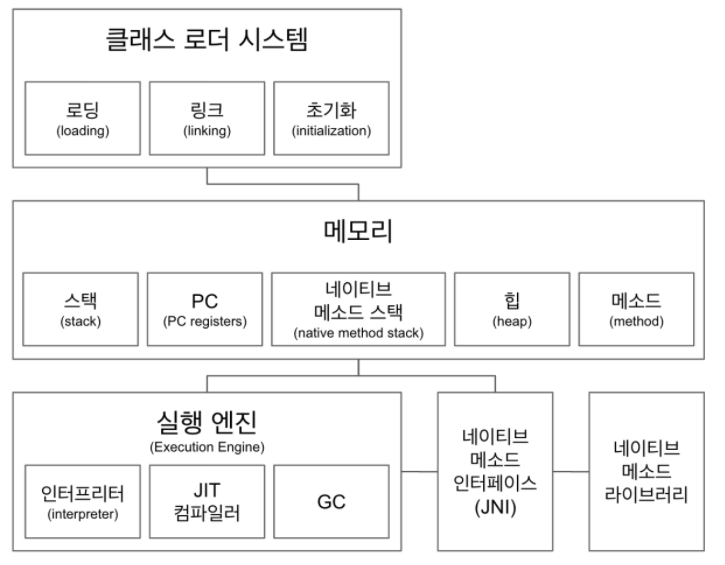 클래스 로더 시스템
로딩
(loading)
링크
(linking)
초기화
(initialization)
메모리
스택
(stack)
PC
(PC registers)
네이티브
메소드 스택
(native method stack)
힙
(heap)
메소드
(method)
실행 엔진
(Execution Engine)
인터프리터
(interpreter)
JIT
컴파일러
GC
네이티브
메소드
인터페이스
(JNI)
네이티브
메소드
라이브러리